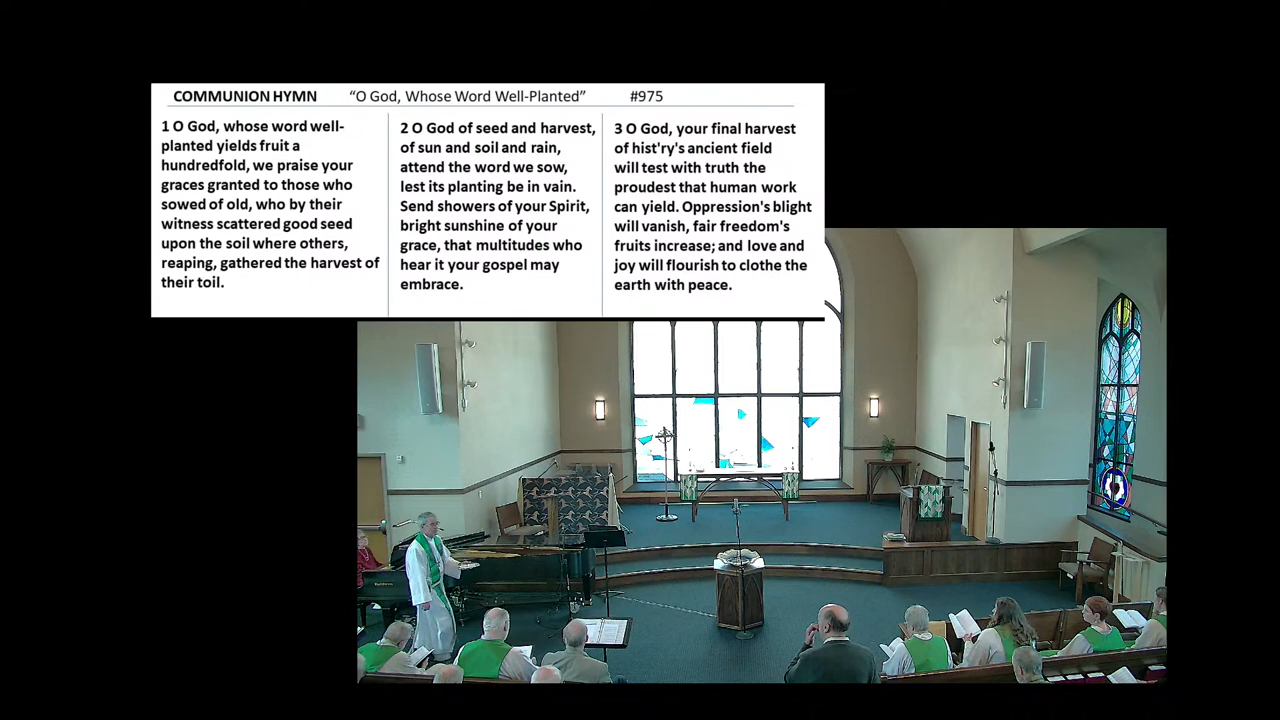 COMMUNION HYMN "O God, Whose Word Well-Planted" #975
1 O God, whose word well-
planted yields fruit a
hundredfold, we praise your
graces granted to those who
sowed of old, who by their
witness scattered good seed
upon the soil where others,
reaping, gathered the harvest of
their toil.
2 O God of seed and harvest,
of sun and soil and rain,
attend the word we sow,
lest its planting be in vain.
Send showers of your Spirit,
bright sunshine of your
grace, that multitudes who
hear it your gospel may
embrace.
3 O God, your final harvest
of hist'ry's ancient field
will test with truth the
proudest that human work
can yield. Oppression's blight
will vanish, fair freedom's
fruits increase; and love and
joy will flourish to clothe the
earth with peace.